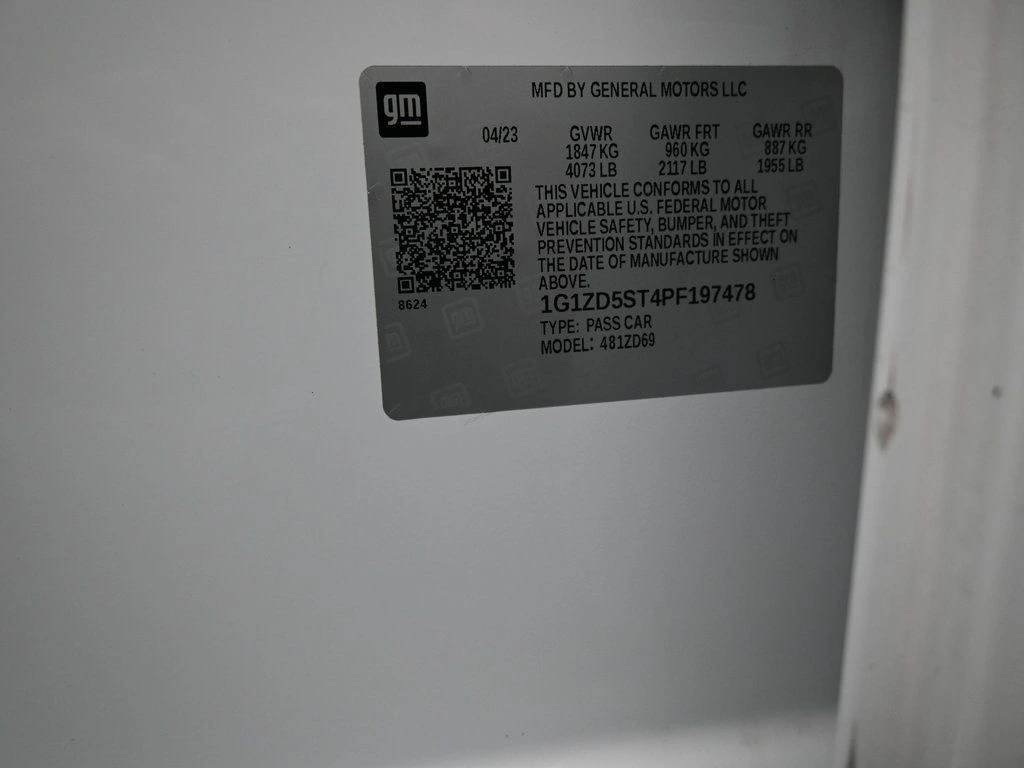 gm
MFD BY GENERAL MOTORS LLC
04/23 GVWR GAWR FRT GAWR RR
1847 KG 960 KG 887 KG
4073 LB 2117 LB 1955 LB
THIS VEHICLE CONFORMS TO ALL
APPLICABLE U.S. FEDERAL MOTOR
VEHICLE SAFETY, BUMPER, AND THEFT
PREVENTION STANDARDS IN EFFECT ON
THE DATE OF MANUFACTURE SHOWN
ABOVE.
8624
1G1ZD5ST4PF197478
TYPE: PASS CAR
MODEL: 481ZD69